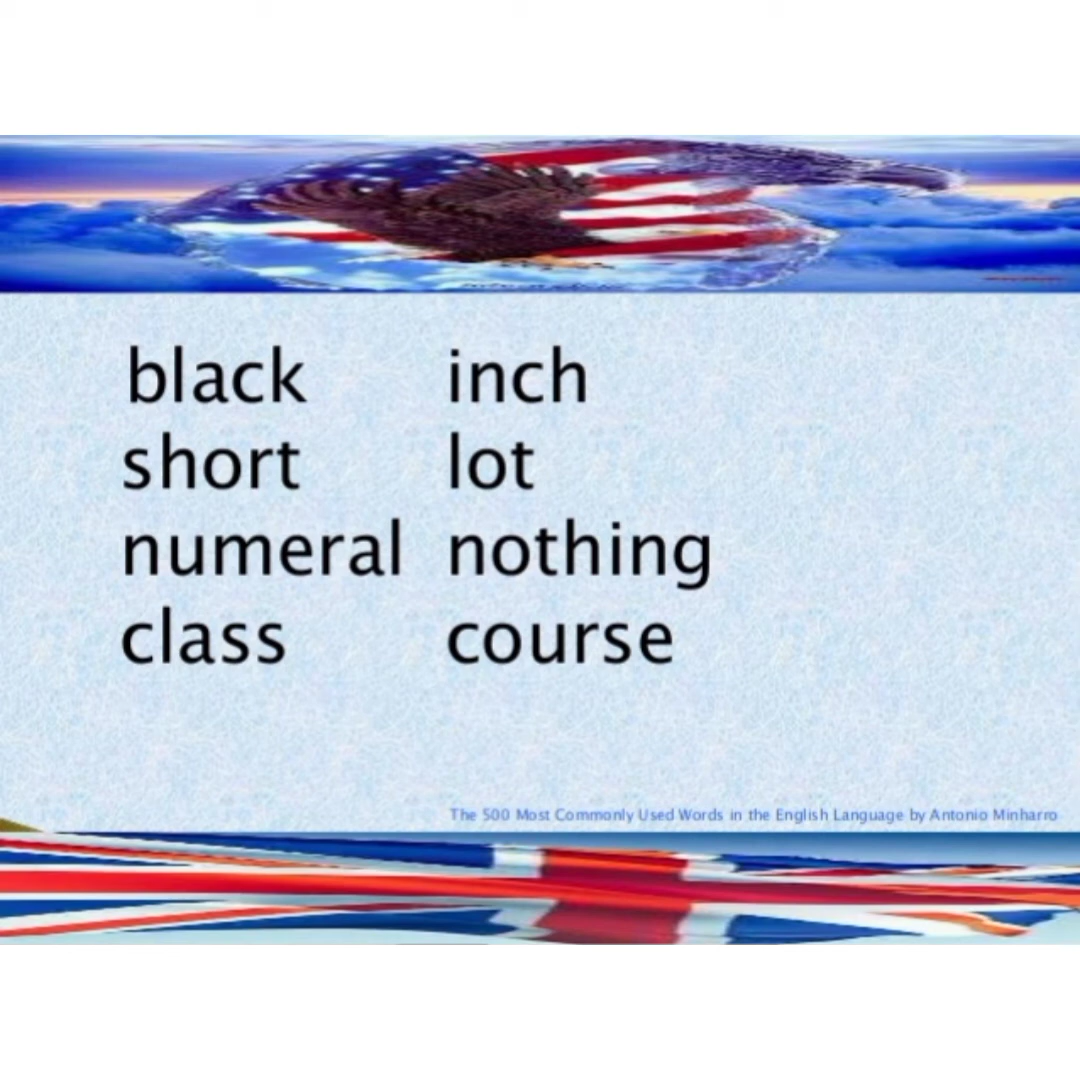 black inch
short lot
numeral nothing
class course
The 500 Most Commonly Used Words in the English Language by Antonio Minharro